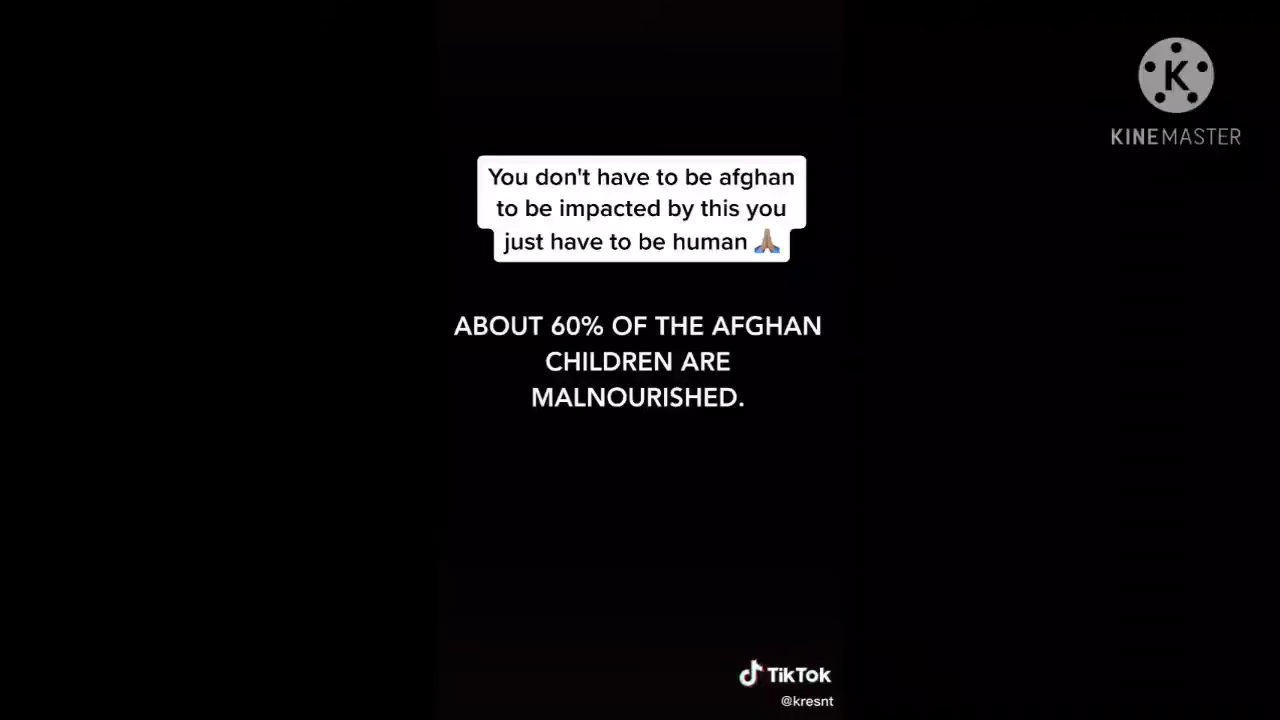 KINEMASTER
You don't have to be afghan
to be impacted by this you
just have to be human 🙏🏽
ABOUT 60% OF THE AFGHAN
CHILDREN ARE
MALNOURISHED.
TikTok
@kresnt